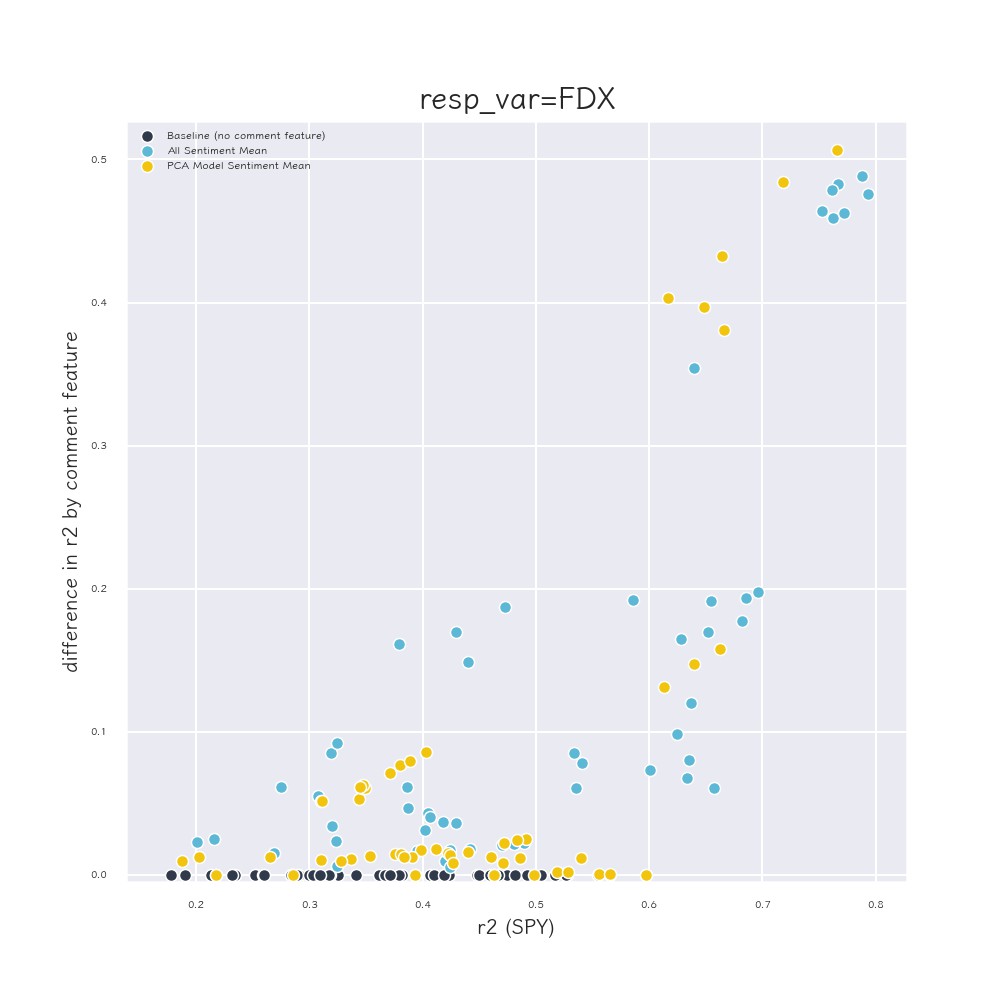 resp_var=FDX
Baseline (no comment feature)
All Sentiment Mean
PCA Model Sentiment Mean
difference in r2 by comment feature
0.5
0.4
0.3
0.2
0.1
0.0
0.2
0.3
0.4
0.5
0.6
0.7
0.8
r2 (SPY)